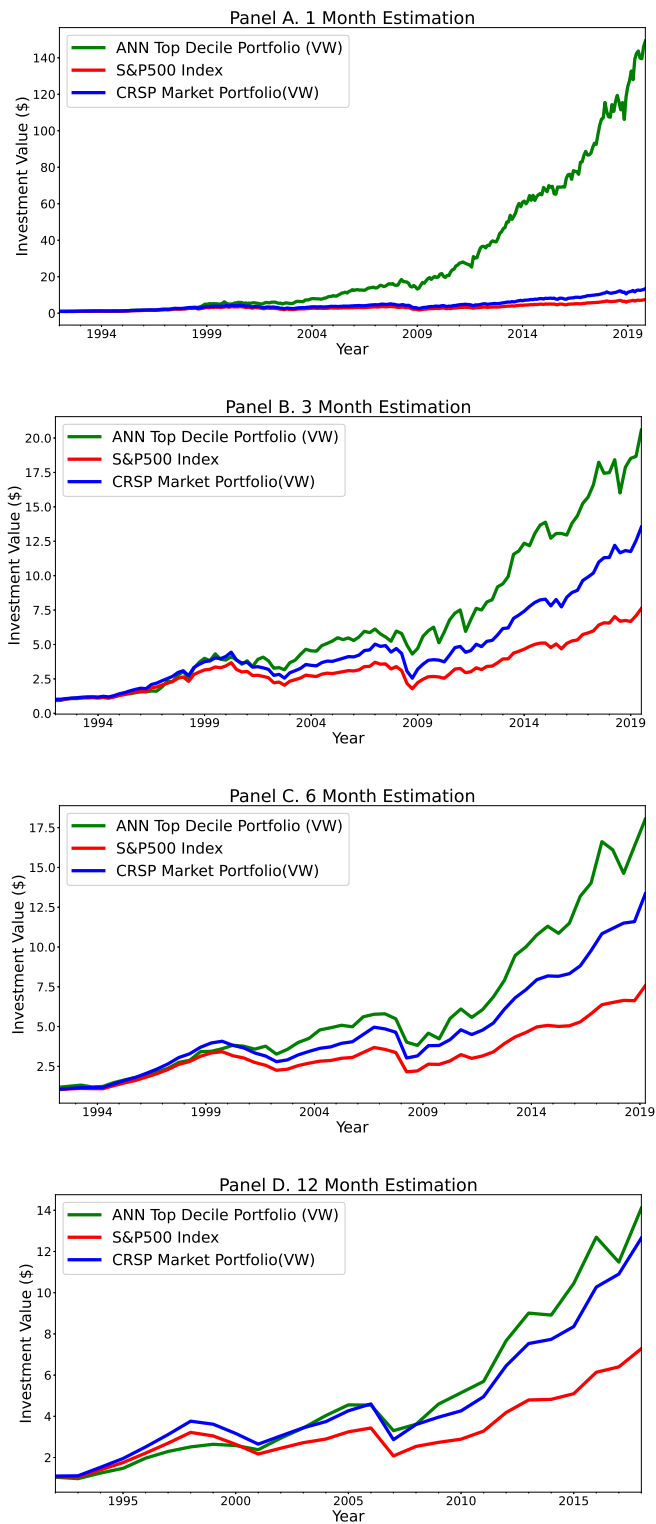 Panel A. 1 Month Estimation
ANN Top Decile Portfolio (VW)
S&P500 Index
CRSP Market Portfolio(VW)
Investment Value ($)
140
120
100
80
60
40
20
0
1994 1999 2004 2009 2014 2019
Year
Panel B. 3 Month Estimation
ANN Top Decile Portfolio (VW)
S&P500 Index
CRSP Market Portfolio(VW)
Investment Value ($)
20.0
17.5
15.0
12.5
10.0
7.5
5.0
2.5
0.0
1994 1999 2004 2009 2014 2019
Year
Panel C. 6 Month Estimation
ANN Top Decile Portfolio (VW)
S&P500 Index
CRSP Market Portfolio(VW)
Investment Value ($)
17.5
15.0
12.5
10.0
7.5
5.0
2.5
1994 1999 2004 2009 2014 2019
Year
Panel D. 12 Month Estimation
ANN Top Decile Portfolio (VW)
S&P500 Index
CRSP Market Portfolio(VW)
Investment Value ($)
14
12
10
8
6
4
2
1995 2000 2005 2010 2015
Year